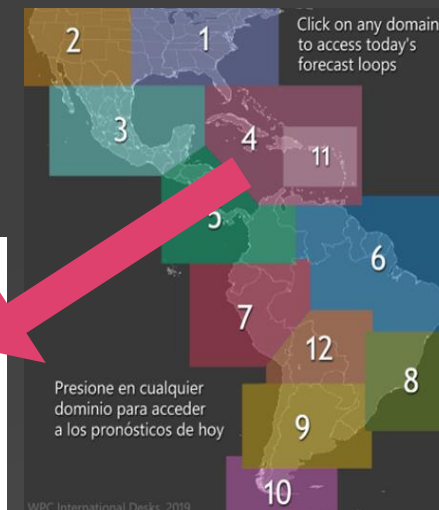 Click on any domain
to access today's
forecast loops
2
1
3
4
11
5
6
7
12
8
9
10
Presione en cualquier
dominio para acceder
a los pronósticos de hoy
WPC International Desks, 2019